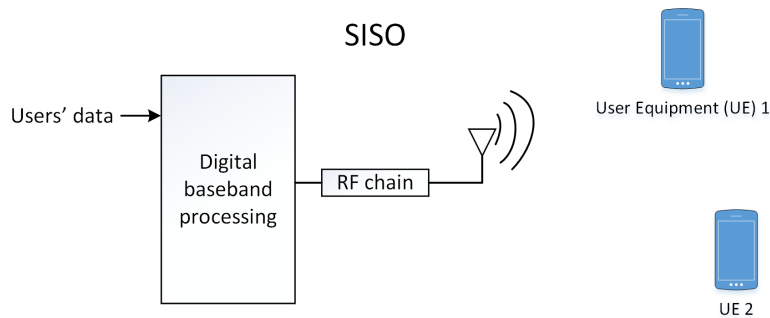 SISO
User Equipment (UE) 1
Users’ data
Digital
baseband
processing
RF chain
UE 2